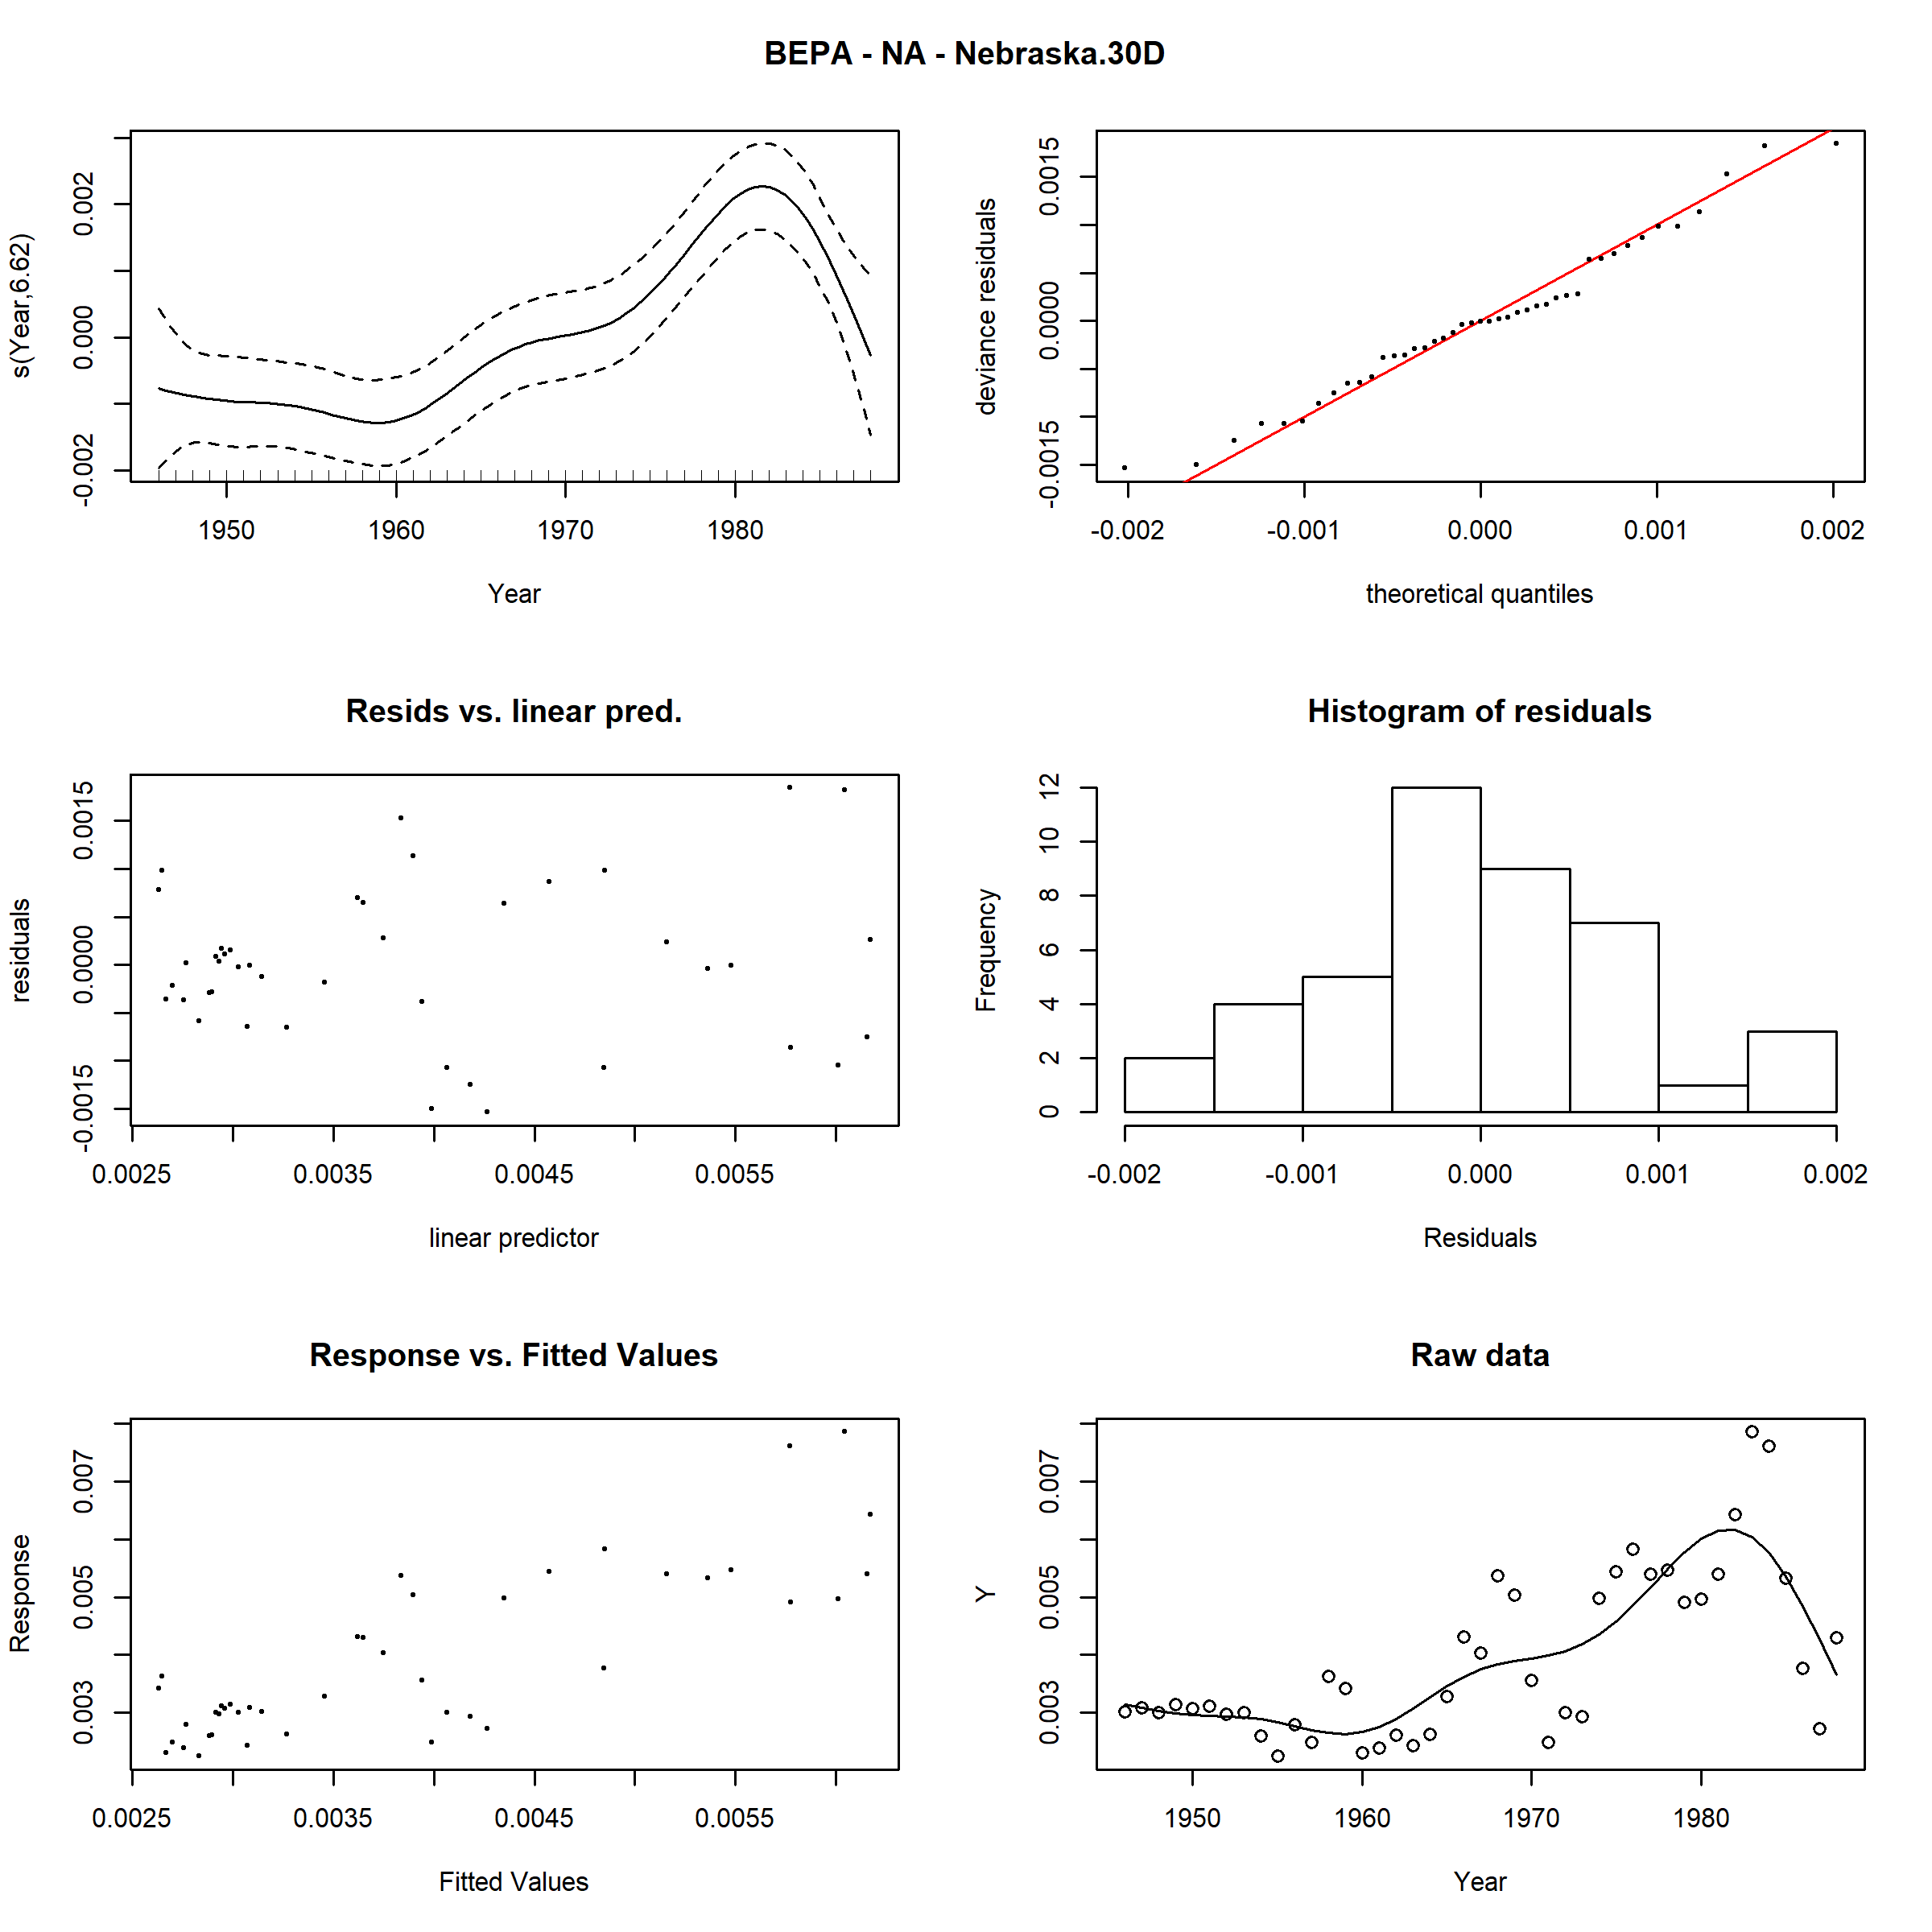 BEPA - NA - Nebraska.30D
s(Year,6.62)
-0.002 0.000 0.002
1950 1960 1970 1980
Year
deviance residuals
-0.0015 0.0000 0.0015
-0.002 -0.001 0.000 0.001 0.002
theoretical quantiles
Resids vs. linear pred.
residuals
-0.0015 0.0000 0.0015
0.0025 0.0035 0.0045 0.0055
linear predictor
Histogram of residuals
Frequency
0 2 4 6 8 10 12
-0.002 -0.001 0.000 0.001 0.002
Residuals
Response vs. Fitted Values
Response
0.003 0.005 0.007
0.0025 0.0035 0.0045 0.0055
Fitted Values
Raw data
Y
0.003 0.005 0.007
1950 1960 1970 1980
Year